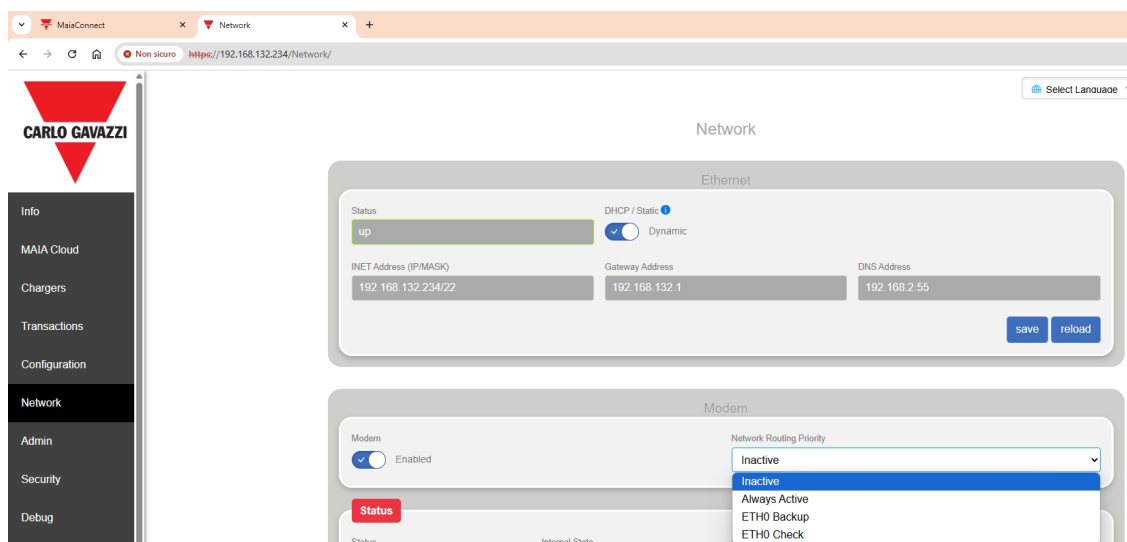 MaiaConnect
Network
Non sicuro https://192.168.132.234/Network/
Select Language
CARLO GAVAZZI
Info
MAIA Cloud
Chargers
Transactions
Configuration
Network
Admin
Security
Debug
Network
Ethernet
Status
DHCP / Static
up
Dynamic
INET Address (IP/MASK)
Gateway Address
DNS Address
192.168.132.234/22
192.168.132.1
192.168.2.55
save
reload
Modem
Modem
Network Routing Priority
Enabled
Inactive
Inactive
Always Active
ETH0 Backup
ETH0 Check
Status
Status
Internal State